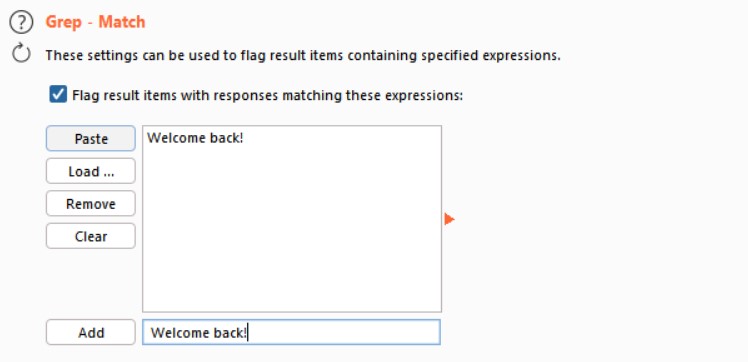 Grep - Match
These settings can be used to flag result items containing specified expressions.
Flag result items with responses matching these expressions:
Paste
Welcome back!
Load ...
Remove
Clear
Add
Welcome back!